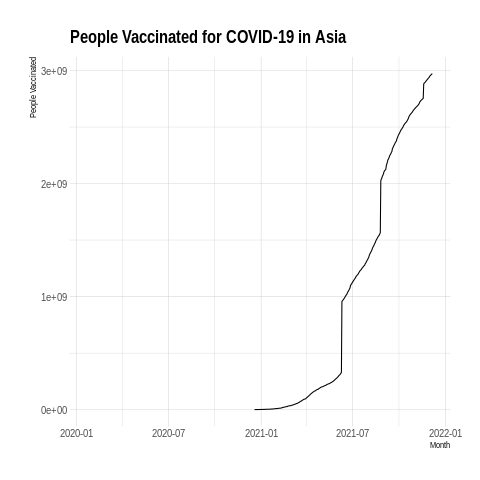 People Vaccinated for COVID-19 in Asia
People Vaccinated
3e+09
2e+09
1e+09
0e+00
2020-01 2020-07 2021-01 2021-07 2022-01
Month